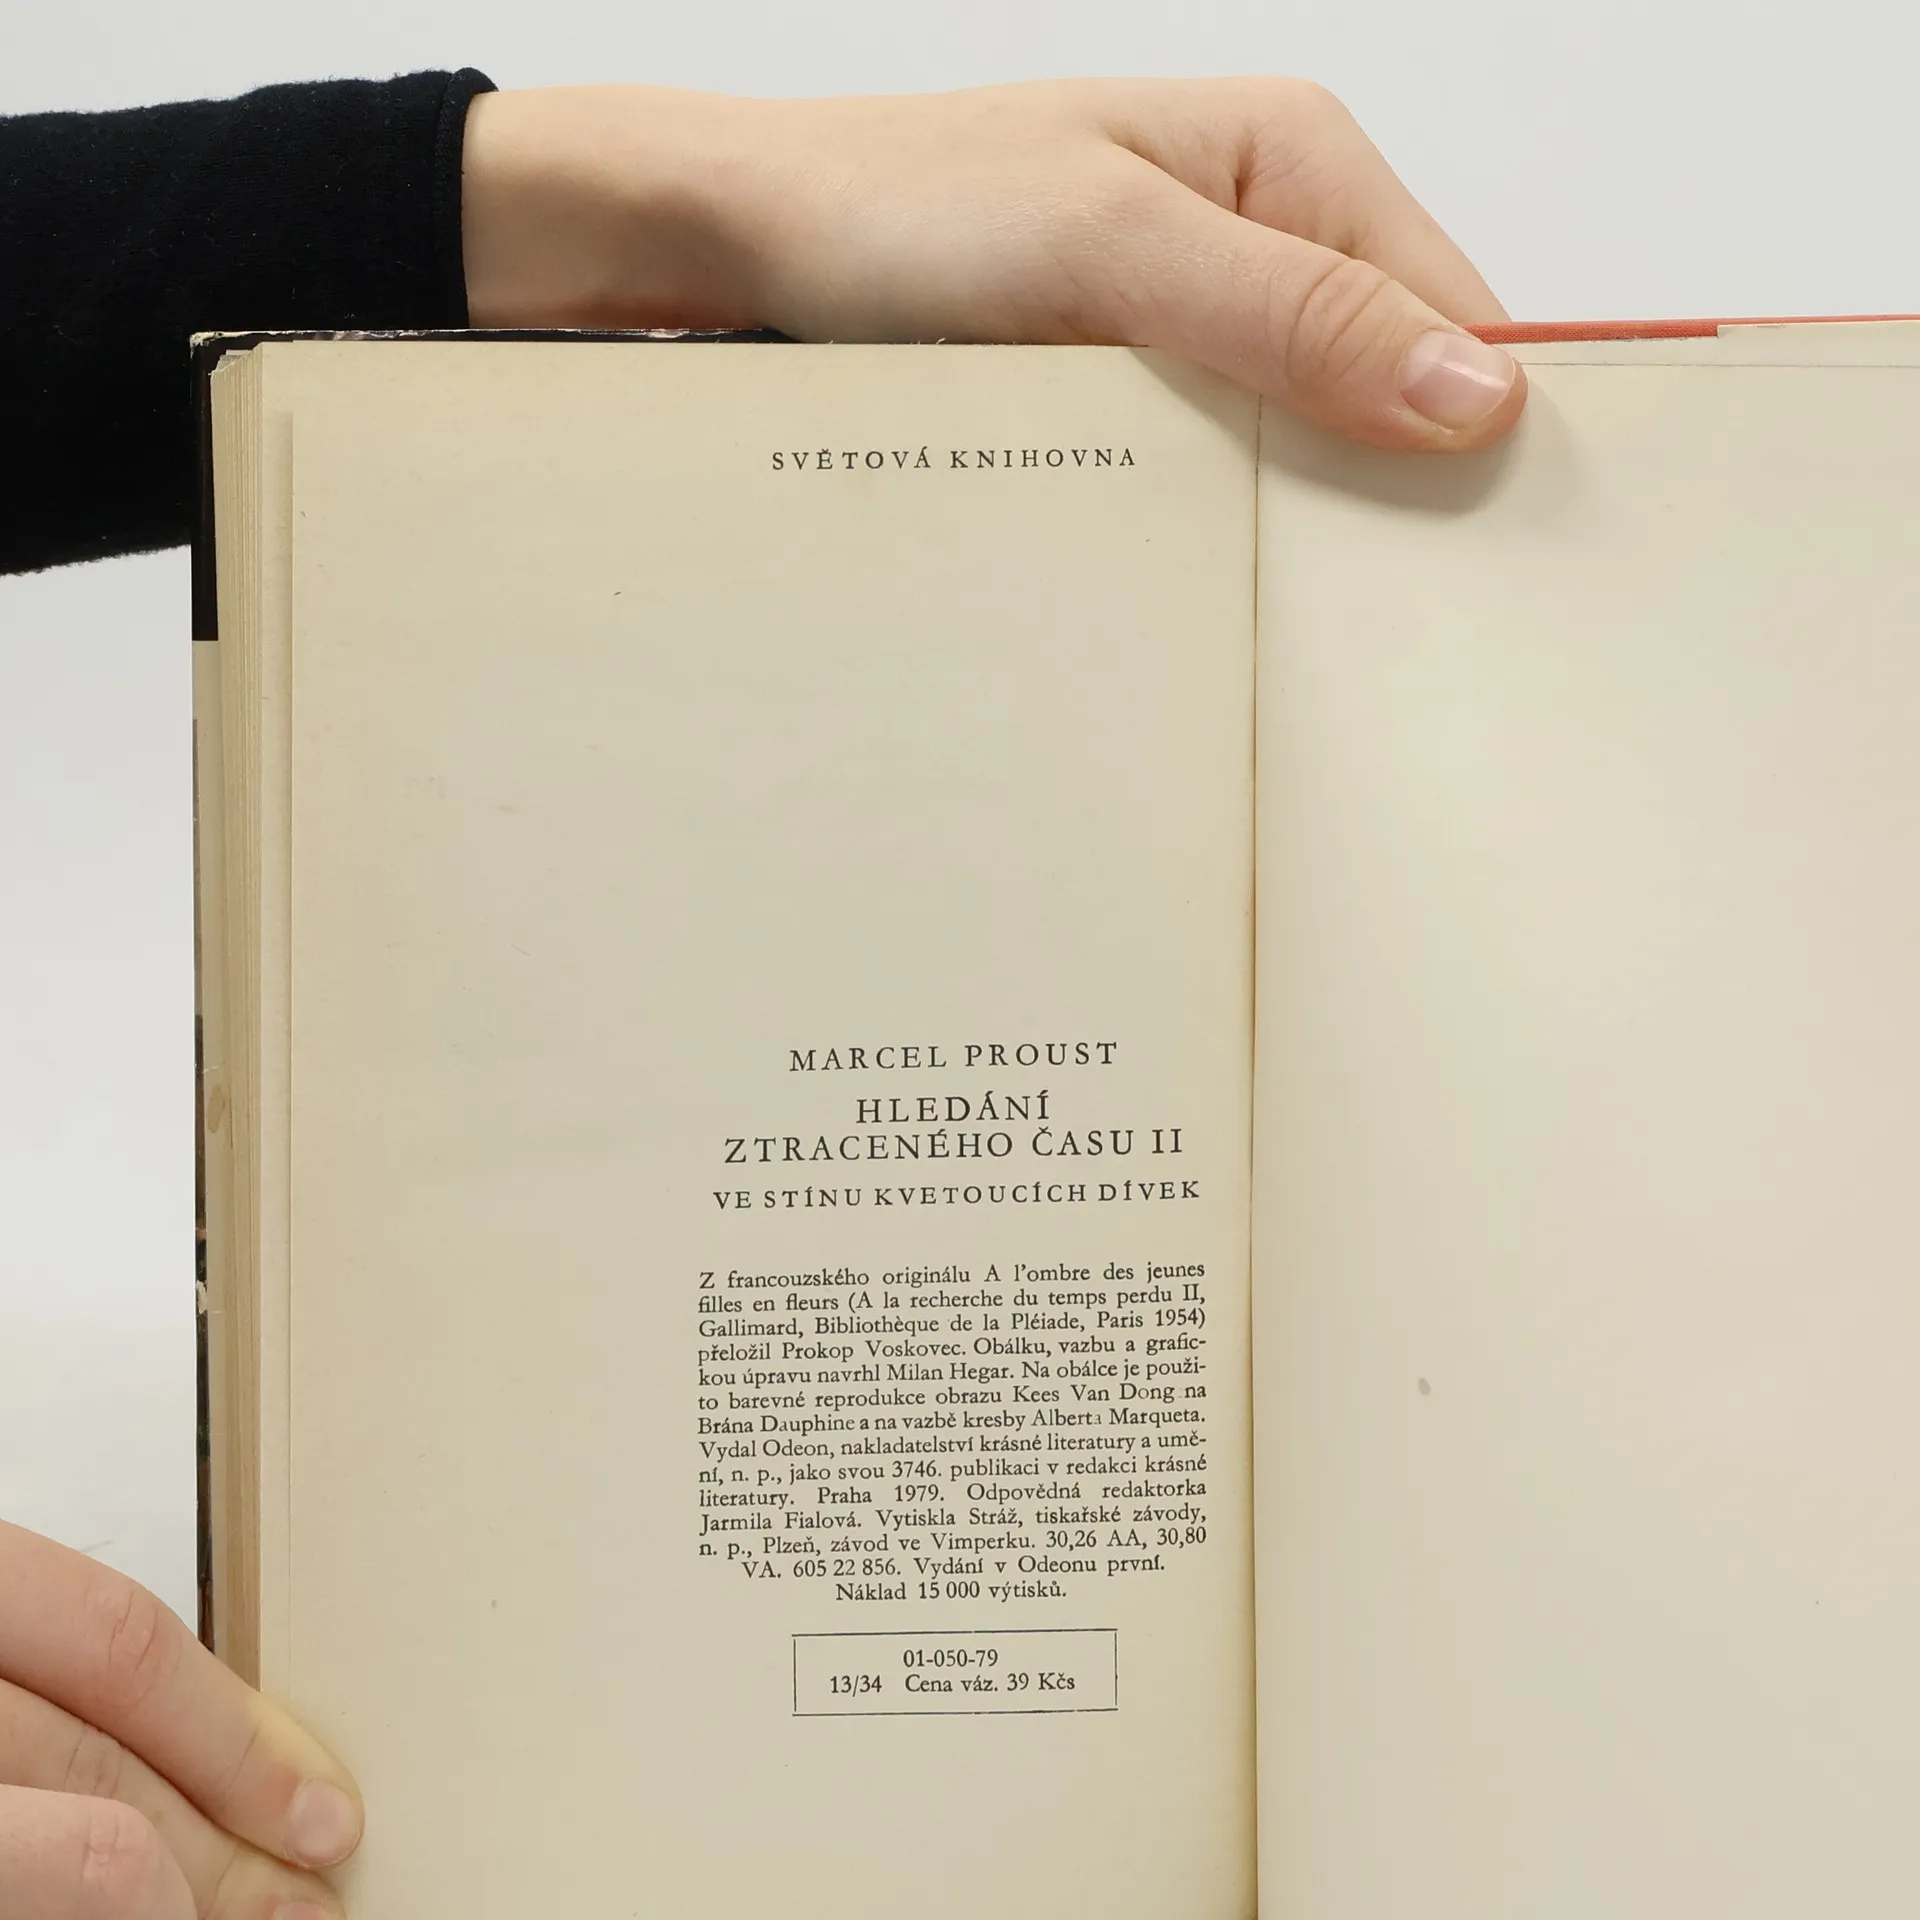 SVĚTOVÁ KNIHOVNA
MARCEL PROUST
HLEDÁNÍ
ZTRACENÉHO ČASU II
VE STÍNU KVETOUCÍCH DÍVEK
Z francouzského originálu A l'ombre des jeunes
filles en fleurs (A la recherche du temps perdu II,
Gallimard, Bibliothèque de la Pléiade, Paris 1954)
přeložil Prokop Voskovec. Obálku, vazbu a grafic-
kou úpravu navrhl Milan Hegar. Na obálce je použi-
to barevné reprodukce obrazu Kees Van Dong na
Brána Dauphine a na vazbě kresby Alberta Marqueta.
Vydal Odeon, nakladatelství krásné literatury a umě-
ní, n. p., jako svou 3746. publikaci v redakci krásné
literatury. Praha 1979. Odpovědná redaktorka
Jarmila Fialová. Vytiskla Stráž, tiskařské závody,
n. p., Plzeň, závod ve Vimperku. 30,26 AA, 30,80
VA. 605 22 856. Vydání v Odeonu první.
Náklad 15 000 výtisků.
01-050-79
13/34 Cena váz. 39 Kčs